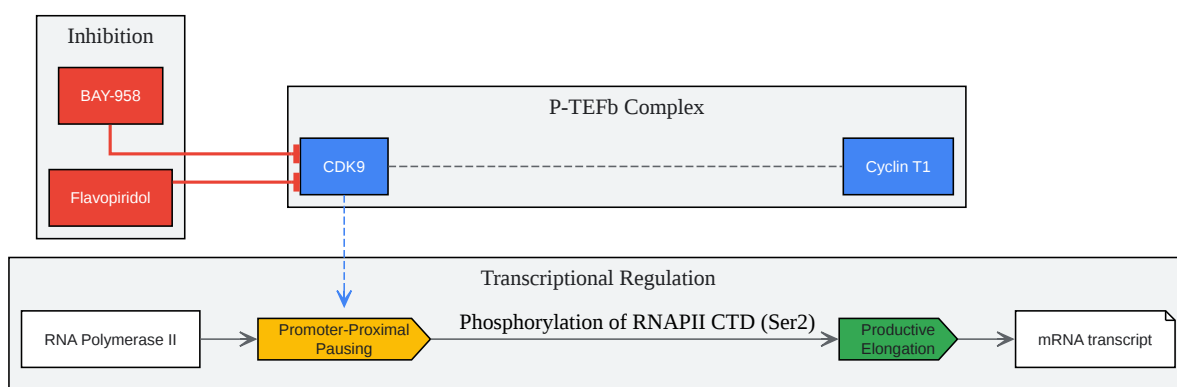 Inhibition
BAY-958
Flavopiridol
P-TEFb Complex
CDK9
Cyclin T1
Transcriptional Regulation
RNA Polymerase II
Promoter-Proximal
Pausing
Phosphorylation of RNAPII CTD (Ser2)
Productive
Elongation
mRNA transcript